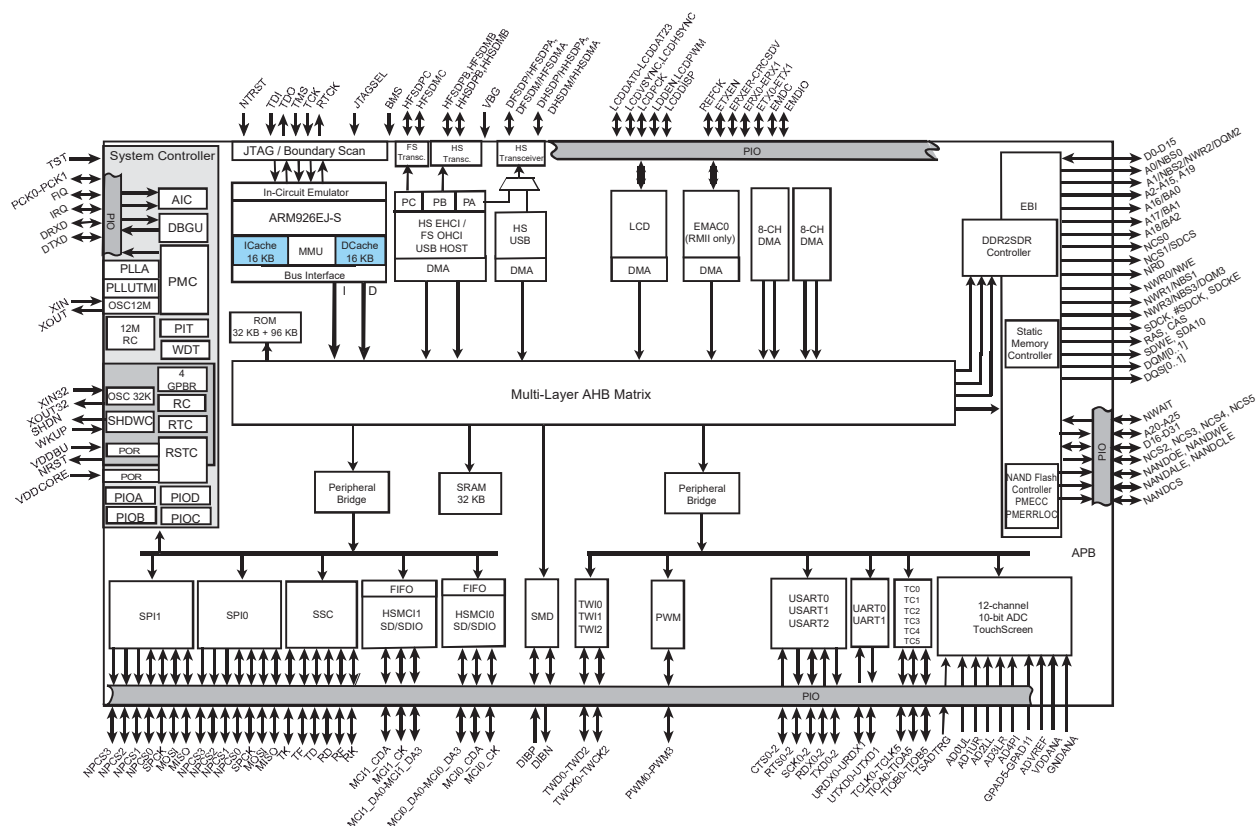 NTRST
TDI
TDO
TMS
TCK
RTCK
JTAGSEL
BMS
HFSDPC
HFSDMC
HFSDPB,HFSDMB
HHSDPB,HHSDMB
VBG
DFSDP/HFSDPA,
DFSDM/HFSDMA
DHSDP/HHSDPA,
DHSDM/HHSDMA
LCDDAT0-LCDDAT23
LCDVSYNC-LCDHSYNC
LCDPCK
LDDEN,LCDPWM
LCDDISP
REFCK
ETXEN
ERXER-CRCSDV
ERX0-ERX1
ETX0-ETX1
EMDC
EMDIO
System Controller
JTAG / Boundary Scan
FS
Transc.
HS
Transc.
HS
Transceiver
PIO
TST
PCK0-PCK1
FIQ
IRQ
DRXD
DTXD
PIO
AIC
DBGU
PMC
PLLA
PLLUTMI
OSC12M
XIN
XOUT
12M
RC
PIT
WDT
4
GPBR
OSC 32K
RC
SHDWC
RTC
RSTC
POR
POR
PIOA
PIOD
PIOB
PIOC
XIN32
XOUT32
SHDN
WKUP
VDDBU
NRST
VDDCORE
In-Circuit Emulator
ARM926EJ-S
ICache
16 KB
MMU
DCache
16 KB
Bus Interface
I
D
ROM
32 KB + 96 KB
PC
PB
PA
HS EHCI /
FS OHCI
USB HOST
DMA
HS
USB
DMA
LCD
DMA
EMAC0
(RMII only)
DMA
8-CH
DMA
8-CH
DMA
EBI
DDR2SDR
Controller
Static
Memory
Controller
NAND Flash
Controller
PMECC
PMERRLOC
D0-D15
A0/NBS0
A1/NBS2/NWR2/DQM2
A2-A15, A19
A16/BA0
A17/BA1
A18/BA2
NCS0
NCS1/SDCS
NRD
NWR0/NWE
NWR1/NBS1
NWR3/NBS3/DQM3
SDCK, #SDCK, SDCKE
RAS, CAS
SDWE, SDA10
DQM[0..1]
DQS[0..1]
PIO
NWAIT
A20-A25
D16-D31
NCS2, NCS3, NCS4, NCS5
NANDOE, NANDWE
NANDALE, NANDCLE
NANDCS
Multi-Layer AHB Matrix
Peripheral
Bridge
SRAM
32 KB
Peripheral
Bridge
APB
SPI1
SPI0
SSC
FIFO
HSMCI1
SD/SDIO
FIFO
HSMCI0
SD/SDIO
SMD
TWI0
TWI1
TWI2
PWM
USART0
USART1
USART2
UART0
UART1
TC0
TC1
TC2
TC3
TC4
TC5
12-channel
10-bit ADC
TouchScreen
PIO
NPCS3
NPCS2
NPCS1
NPCS0
SPCK
MOSI
MISO
NPCS3
NPCS2
NPCS1
NPCS0
SPCK
MOSI
MISO
TK
TF
TD
RD
RF
RK
MCI1_CDA
MCI1_CK
MCI1_DA0-MCI1_DA3
MCI0_DA0-MCI0_DA3
MCI0_CDA
MCI0_CK
DIBP
DIBN
TWD0-TWD2
TWCK0-TWCK2
PWM0-PWM3
CTS0-2
RTS0-2
SCK0-2
RDX0-2
TXD0-2
URDX0-URDX1
UTXD0-UTXD1
TCLK0-TCLK5
TIOA0-TIOA5
TIOB0-TIOB5
TSADTRG
AD0UL
AD1UR
AD2LL
AD3LR
AD4PI
GPAD5-GPAD11
ADVREF
VDDANA
GNDANA